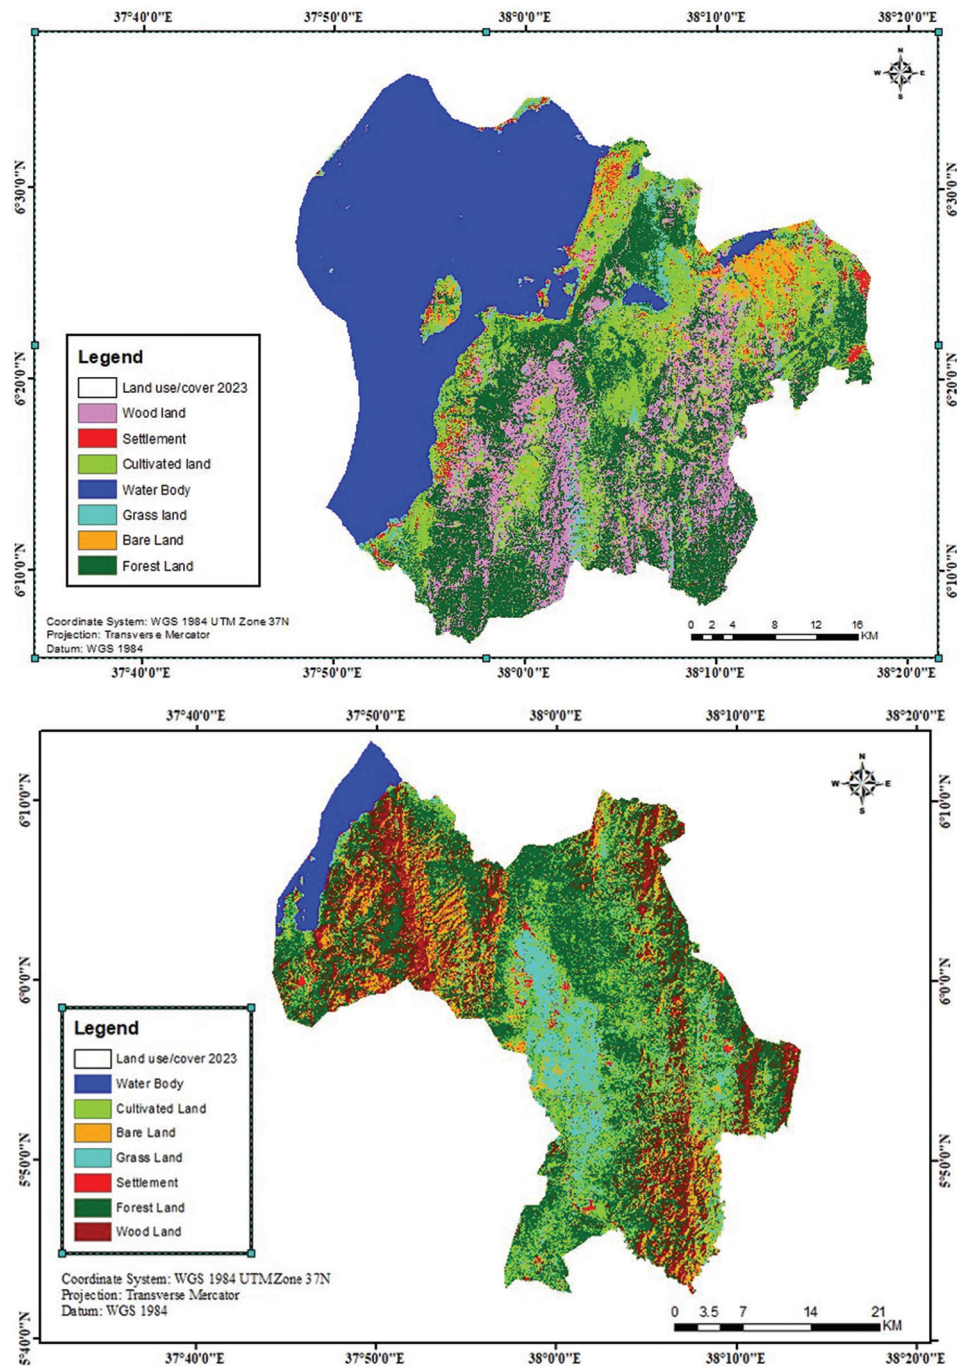 37°40'0"E 37°50'0"E 38°0'0"E 38°10'0"E 38°20'0"E
N
W E
S
6°30'0"N 6°30'0"N
6°20'0"N 6°20'0"N
6°10'0"N 6°10'0"N
Legend
Land use/cover 2023
Wood land
Settlement
Cultivated land
Water Body
Grass land
Bare Land
Forest Land
Coordinate System: WGS 1984 UTM Zone 37N
Projection: Transverse Mercator
Datum: WGS 1984
0 2 4 8 12 16
KM
37°40'0"E 37°50'0"E 38°0'0"E 38°10'0"E 38°20'0"E
37°40'0"E 37°50'0"E 38°0'0"E 38°10'0"E 38°20'0"E
N
W E
S
6°10'0"N 6°10'0"N
6°0'0"N 6°0'0"N
5°50'0"N 5°50'0"N
5°40'0"N
Legend
Land use/cover 2023
Water Body
Cultivated Land
Bare Land
Grass Land
Settlement
Forest Land
Wood Land
Coordinate System: WGS 1984 UTMZone 37N
Projection: Transverse Mercator
Datum: WGS 1984
0 3.5 7 14 21
KM
37°40'0"E 37°50'0"E 38°0'0"E 38°10'0"E 38°20'0"E